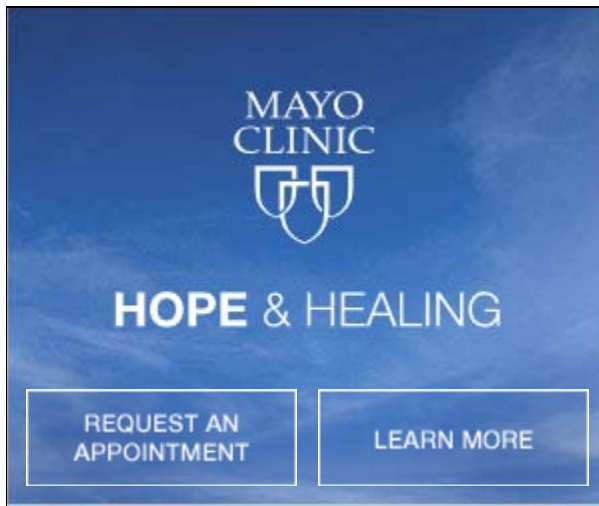 MAYO
CLINIC
HOPE & HEALING
REQUEST AN
APPOINTMENT
LEARN MORE